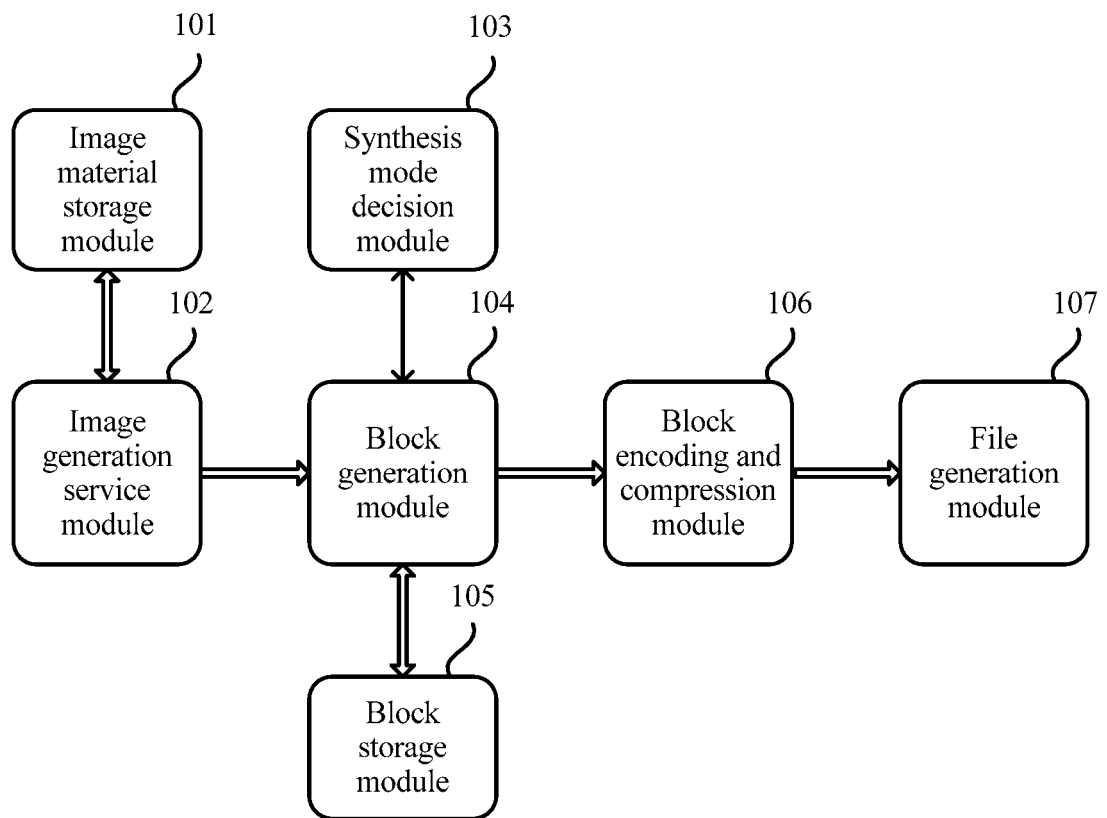 101
103
Image
material
storage
module
Synthesis
mode
decision
module
102
104
106
107
Image
generation
service
module
Block
generation
module
Block
encoding and
compression
module
File
generation
module
105
Block
storage
module